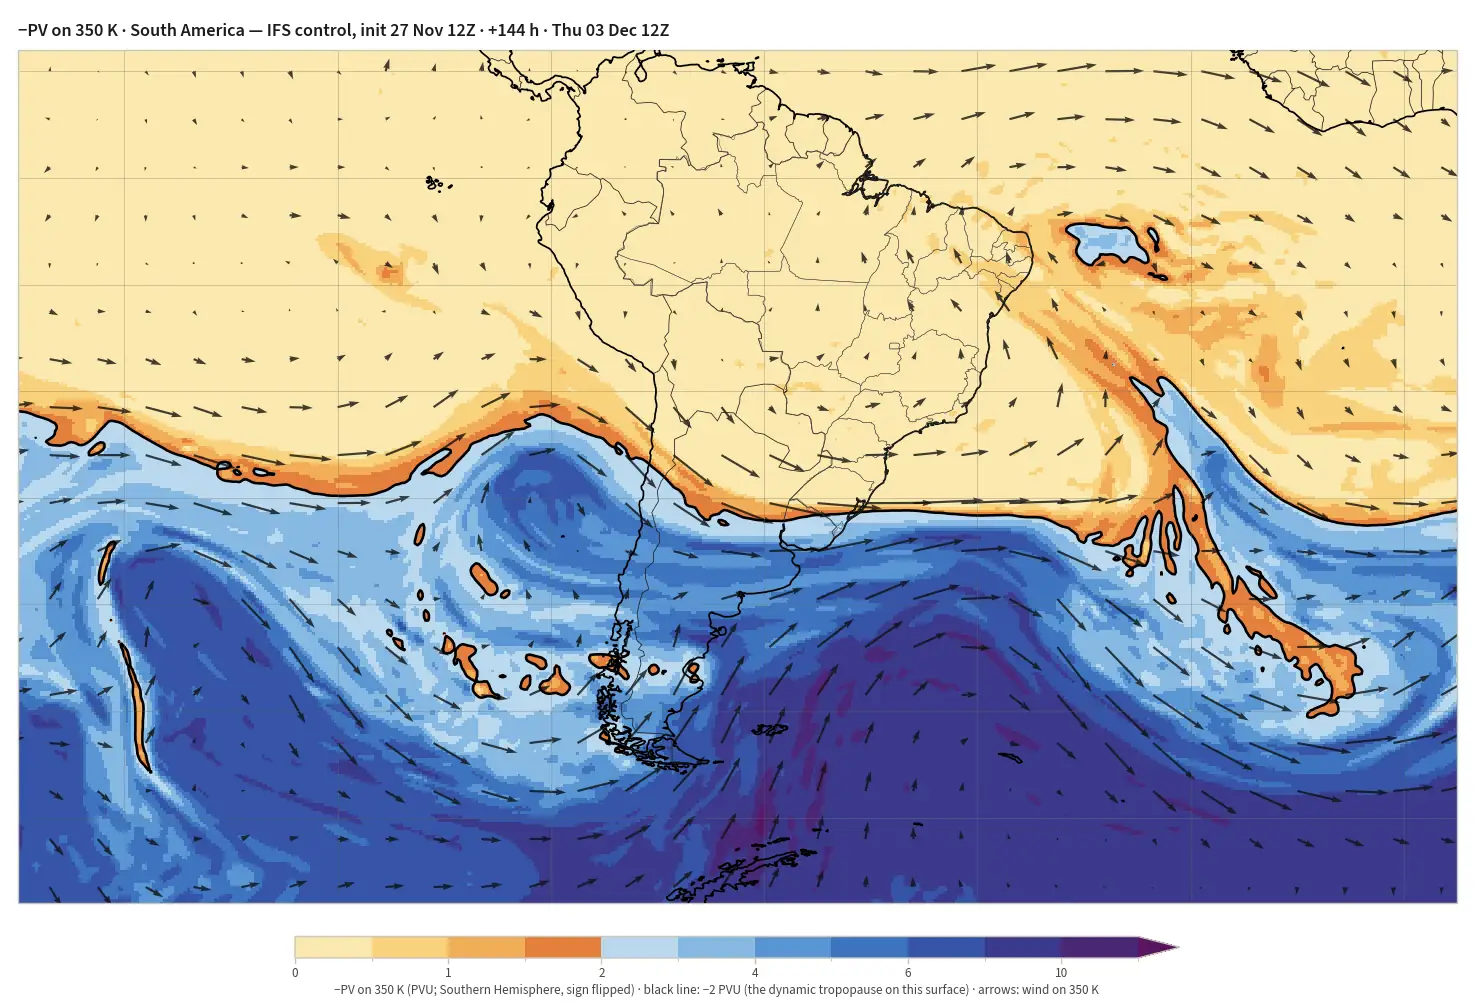 −PV on 350 K · South America — IFS control, init 27 Nov 12Z · +144 h · Thu 03 Dec 12Z
0 1 2 4 6 10
−PV on 350 K (PVU; Southern Hemisphere, sign flipped) · black line: −2 PVU (the dynamic tropopause on this surface) · arrows: wind on 350 K